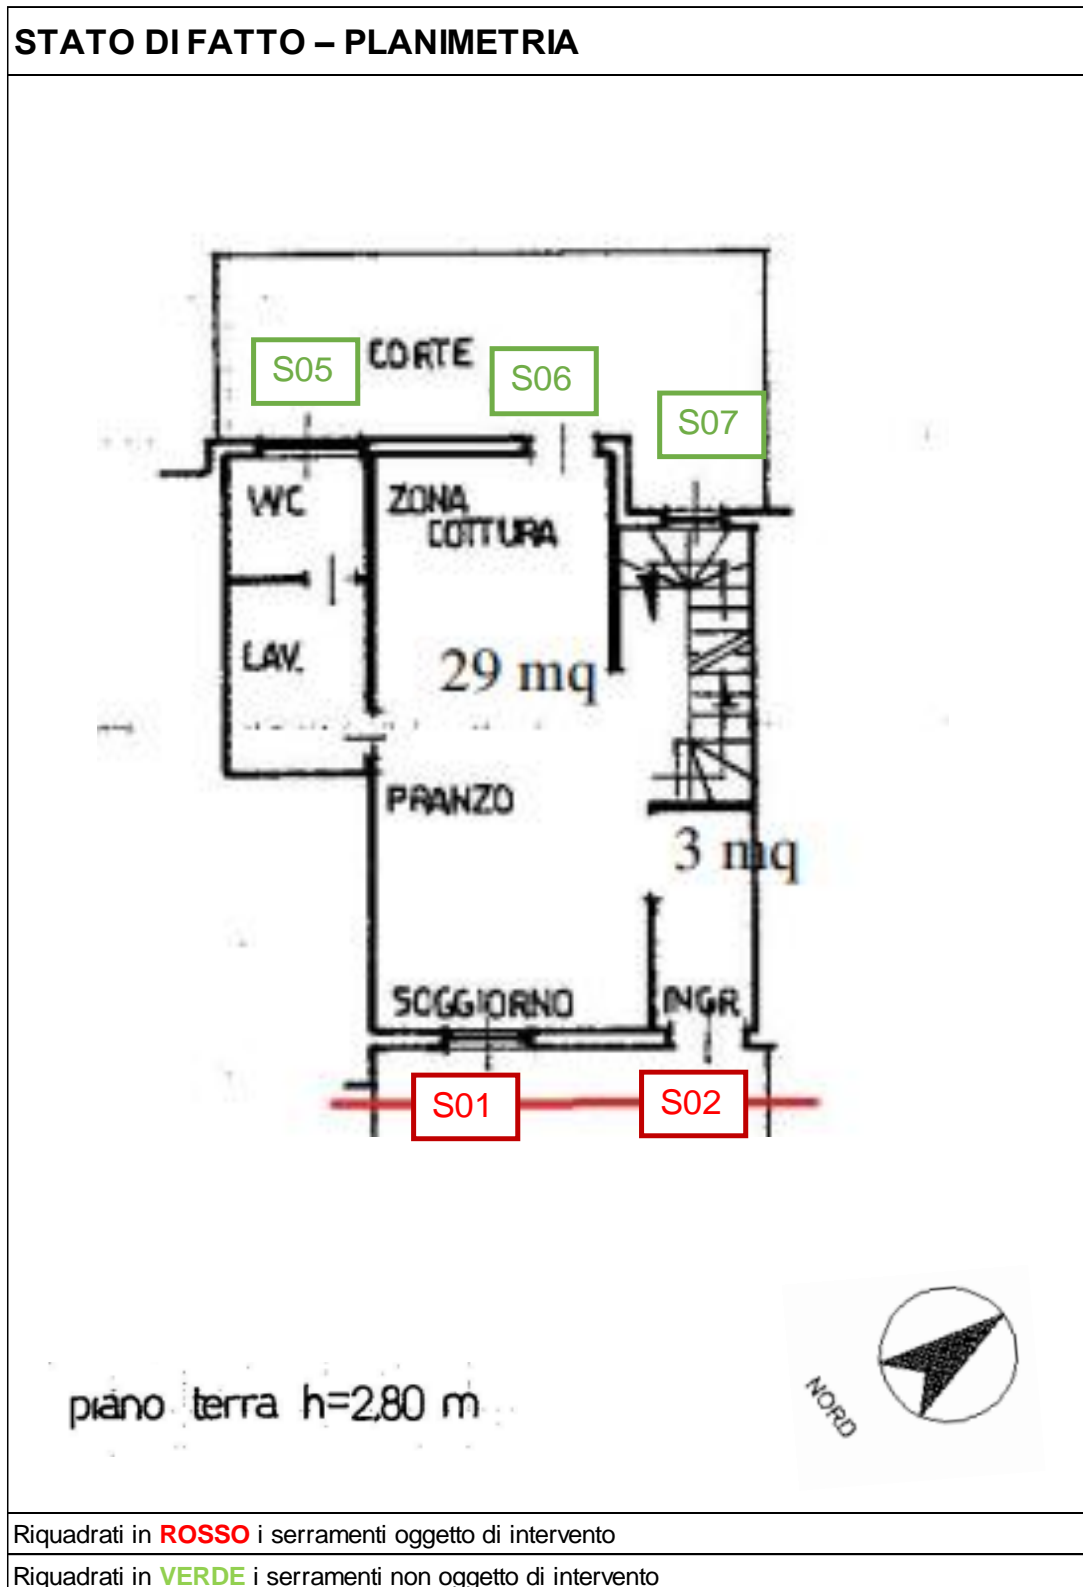 STATO DI FATTO – PLANIMETRIA
CORTE
S05
S06
S07
WC
ZONA
COTTURA
LAV.
29 mq
PRANZO
3 mq
SOGGIORNO
INGR
S01
S02
NORD
piano terra h=2,80 m
Riquadrati in ROSSO i serramenti oggetto di intervento
Riquadrati in VERDE i serramenti non oggetto di intervento